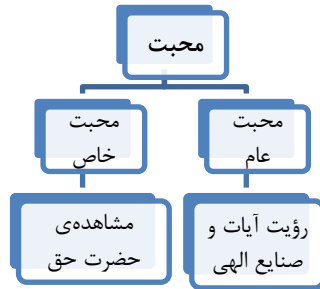 محبت
محبت
عام
محبت
خاص
رؤیت آیات و
صنایع الهی
مشاهده‌ی
حضرت حق